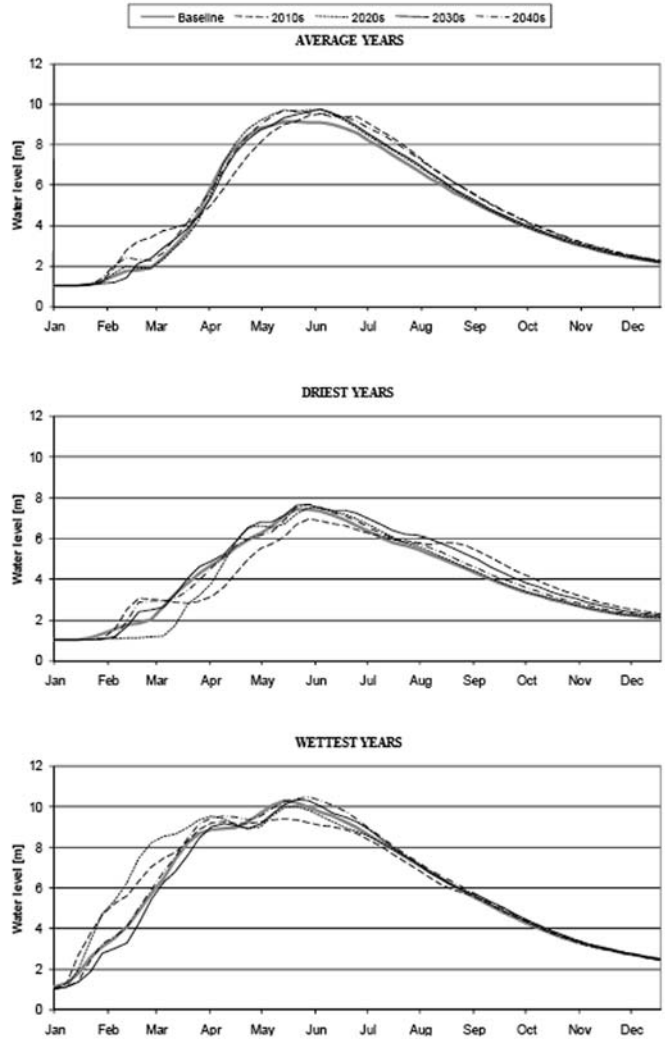 Baseline 2010s 2020s 2030s 2040s
AVERAGE YEARS
Water level [m]
12
10
8
6
4
2
0
Jan Feb Mar Apr May Jun Jul Aug Sep Oct Nov Dec
DRIEST YEARS
Water level [m]
12
10
8
6
4
2
0
Jan Feb Mar Apr May Jun Jul Aug Sep Oct Nov Dec
WETTEST YEARS
Water level [m]
12
10
8
6
4
2
0
Jan Feb Mar Apr May Jun Jul Aug Sep Oct Nov Dec